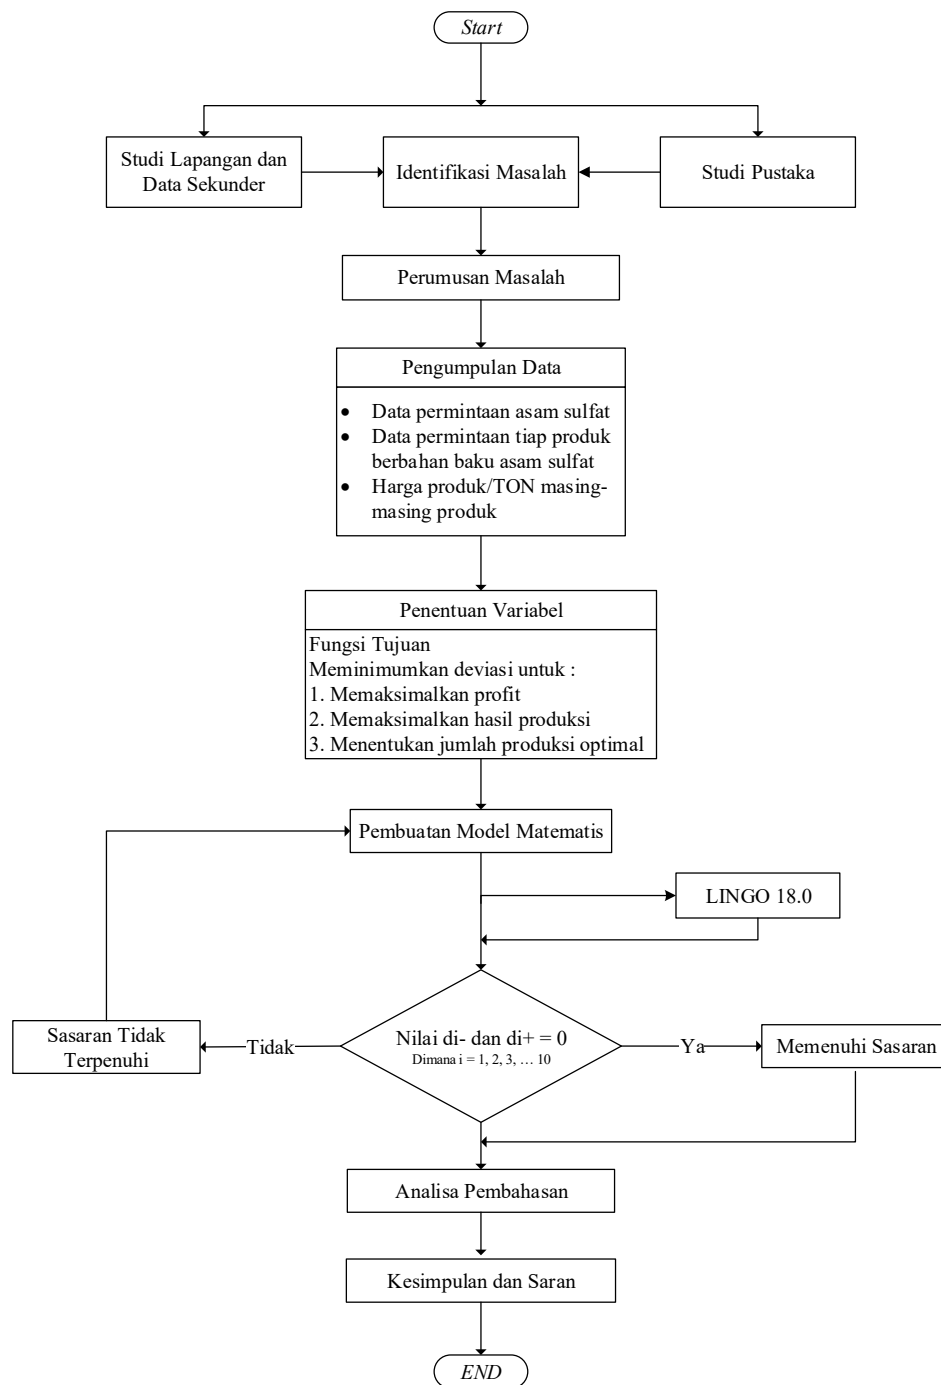 Start
Studi Lapangan dan
Data Sekunder
Identifikasi Masalah
Studi Pustaka
Perumusan Masalah
Pengumpulan Data
• Data permintaan asam sulfat
• Data permintaan tiap produk
berbahan baku asam sulfat
• Harga produk/TON masing-
masing produk
Penentuan Variabel
Fungsi Tujuan
Meminimumkan deviasi untuk :
1. Memaksimalkan profit
2. Memaksimalkan hasil produksi
3. Menentukan jumlah produksi optimal
Pembuatan Model Matematis
LINGO 18.0
Sasaran Tidak
Terpenuhi
Tidak
Nilai di- dan di+ = 0
Dimana i = 1, 2, 3, … 10
Ya
Memenuhi Sasaran
Analisa Pembahasan
Kesimpulan dan Saran
END